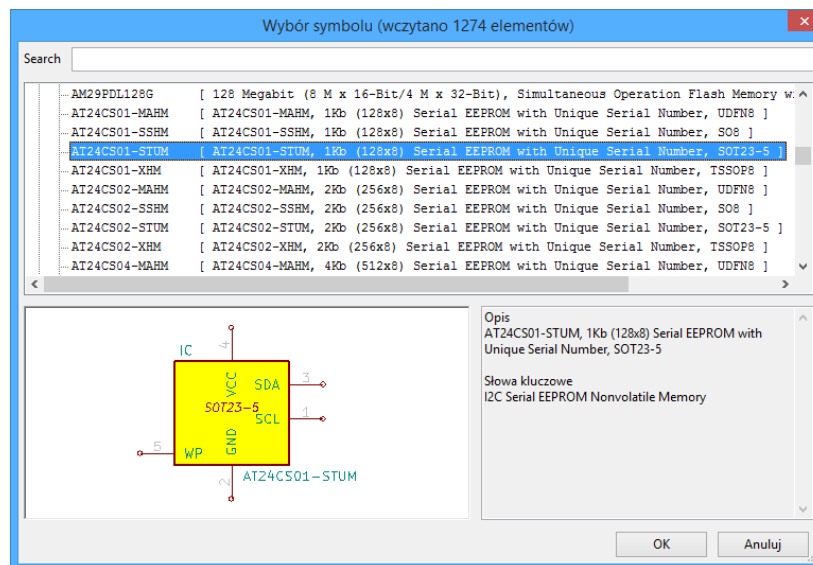 Wybór symbolu (wczytano 1274 elementów)
Search
AM29PDL128G [ 128 Megabit (8 M x 16-Bit/4 M x 32-Bit), Simultaneous Operation Flash Memory
AT24CS01-MAHM [ AT24CS01-MAHM, 1Kb (128x8) Serial EEPROM with Unique Serial Number, UDFN8 ]
AT24CS01-SSHM [ AT24CS01-SSHM, 1Kb (128x8) Serial EEPROM with Unique Serial Number, SO8 ]
AT24CS01-STUM [ AT24CS01-STUM, 1Kb (128x8) Serial EEPROM with Unique Serial Number, SOT23-5 ]
AT24CS01-XHM [ AT24CS01-XHM, 1Kb (128x8) Serial EEPROM with Unique Serial Number, TSSOP8 ]
AT24CS02-MAHM [ AT24CS02-MAHM, 2Kb (256x8) Serial EEPROM with Unique Serial Number, UDFN8 ]
AT24CS02-SSHM [ AT24CS02-SSHM, 2Kb (256x8) Serial EEPROM with Unique Serial Number, SO8 ]
AT24CS02-STUM [ AT24CS02-STUM, 2Kb (256x8) Serial EEPROM with Unique Serial Number, SOT23-5 ]
AT24CS02-XHM [ AT24CS02-XHM, 2Kb (256x8) Serial EEPROM with Unique Serial Number, TSSOP8 ]
AT24CS04-MAHM [ AT24CS04-MAHM, 4Kb (512x8) Serial EEPROM with Unique Serial Number, UDFN8 ]
IC
4
VCC
SDA
3
SOT23-5
SCL
1
5
WP
GND
2
AT24CS01-STUM
Opis
AT24CS01-STUM, 1Kb (128x8) Serial EEPROM with
Unique Serial Number, SOT23-5
Słowa kluczowe
I2C Serial EEPROM Nonvolatile Memory
OK
Anuluj